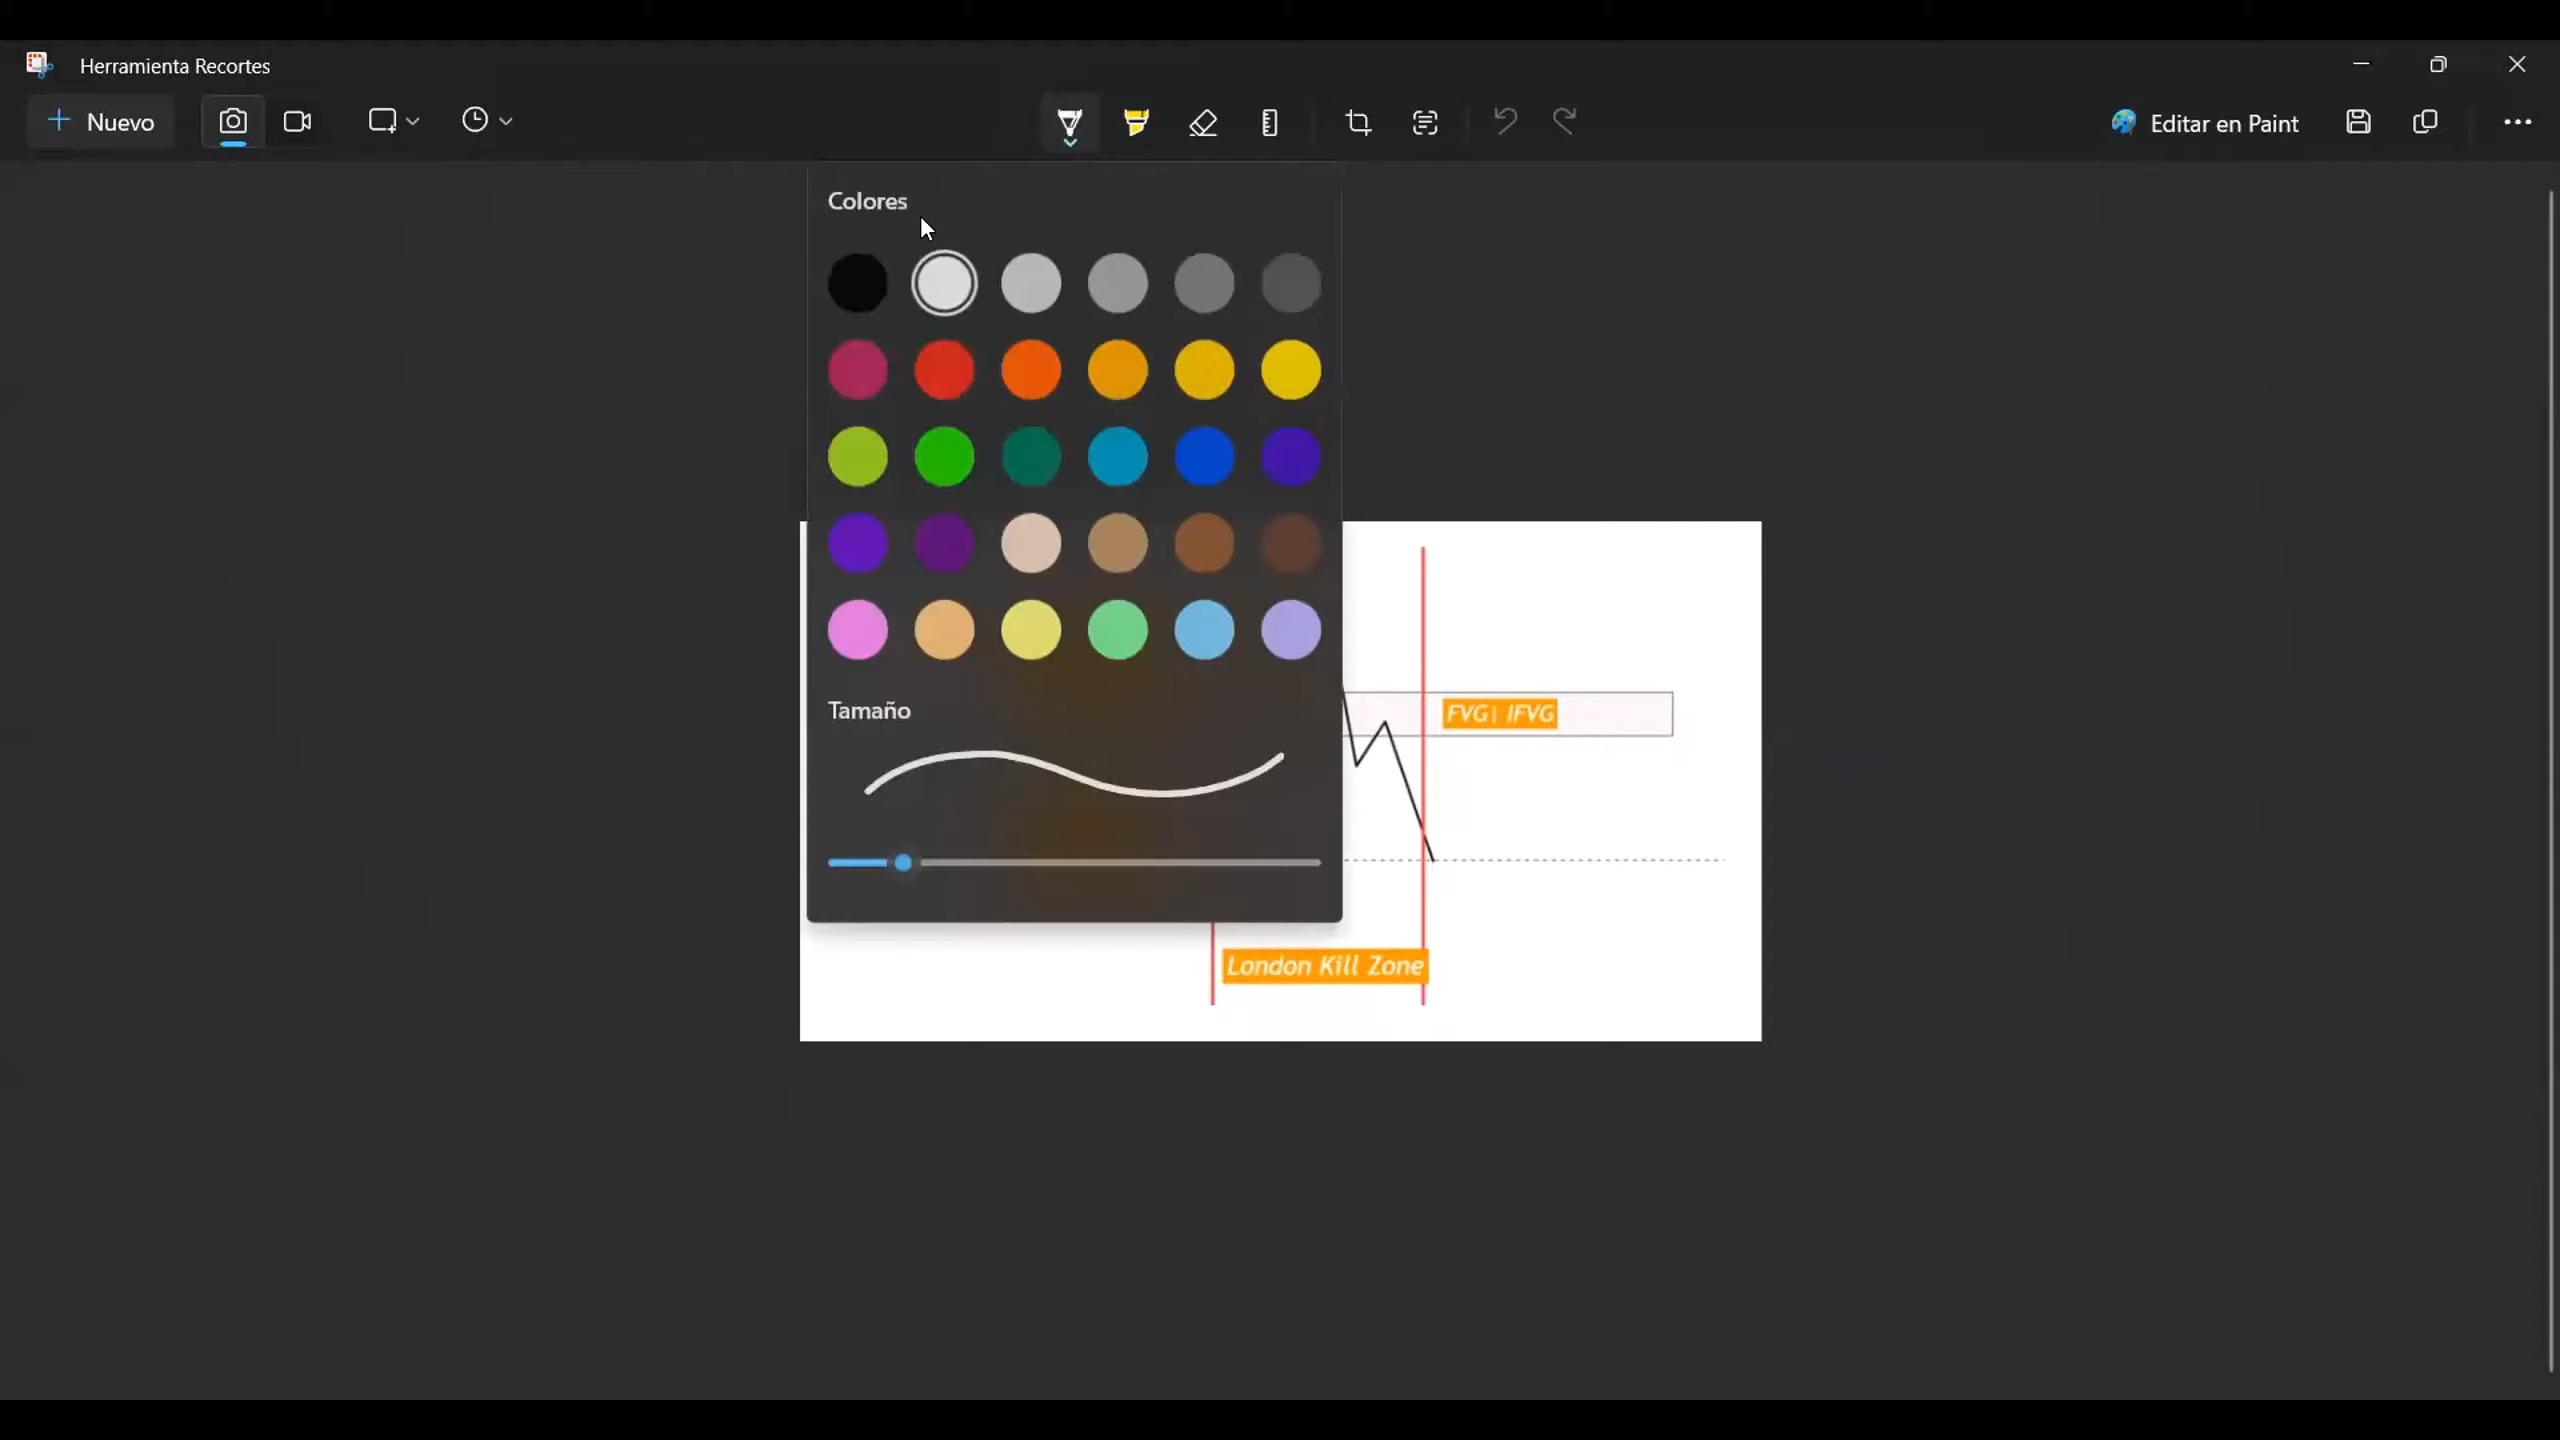 Herramienta Recortes
Nuevo
Editar en Paint
Colores
Tamaño
FVG| IFVG
London Kill Zone